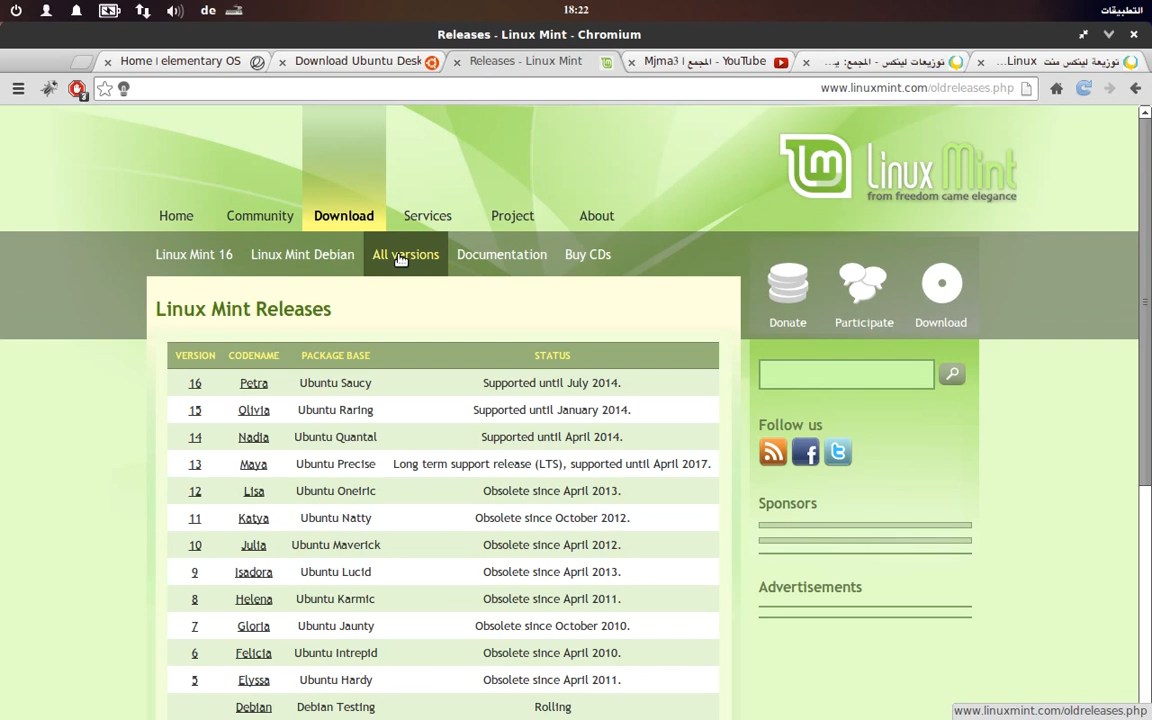 de
18:22
التطبيقات
Releases - Linux Mint - Chromium
Home | elementary OS
Download Ubuntu Desk
Releases - Linux Mint
Mjma3 | المجمع - YouTube
توزيعات لينكس - المجمع: ي...
توزيعة لينكس منت Linux...
3
www.linuxmint.com/oldreleases.php
Linux Mint
from freedom came elegance
Home Community Download Services Project About
Linux Mint 16 Linux Mint Debian All versions Documentation Buy CDs
Donate Participate Download
Linux Mint Releases
VERSION CODENAME PACKAGE BASE STATUS
16 Petra Ubuntu Saucy Supported until July 2014.
15 Olivia Ubuntu Raring Supported until January 2014.
14 Nadia Ubuntu Quantal Supported until April 2014.
13 Maya Ubuntu Precise Long term support release (LTS), supported until April 2017.
12 Lisa Ubuntu Oneiric Obsolete since April 2013.
11 Katya Ubuntu Natty Obsolete since October 2012.
10 Julia Ubuntu Maverick Obsolete since April 2012.
9 Isadora Ubuntu Lucid Obsolete since April 2013.
8 Helena Ubuntu Karmic Obsolete since April 2011.
7 Gloria Ubuntu Jaunty Obsolete since October 2010.
6 Felicia Ubuntu Intrepid Obsolete since April 2010.
5 Elyssa Ubuntu Hardy Obsolete since April 2011.
Debian Debian Testing Rolling
Follow us
Sponsors
Advertisements
www.linuxmint.com/oldreleases.php